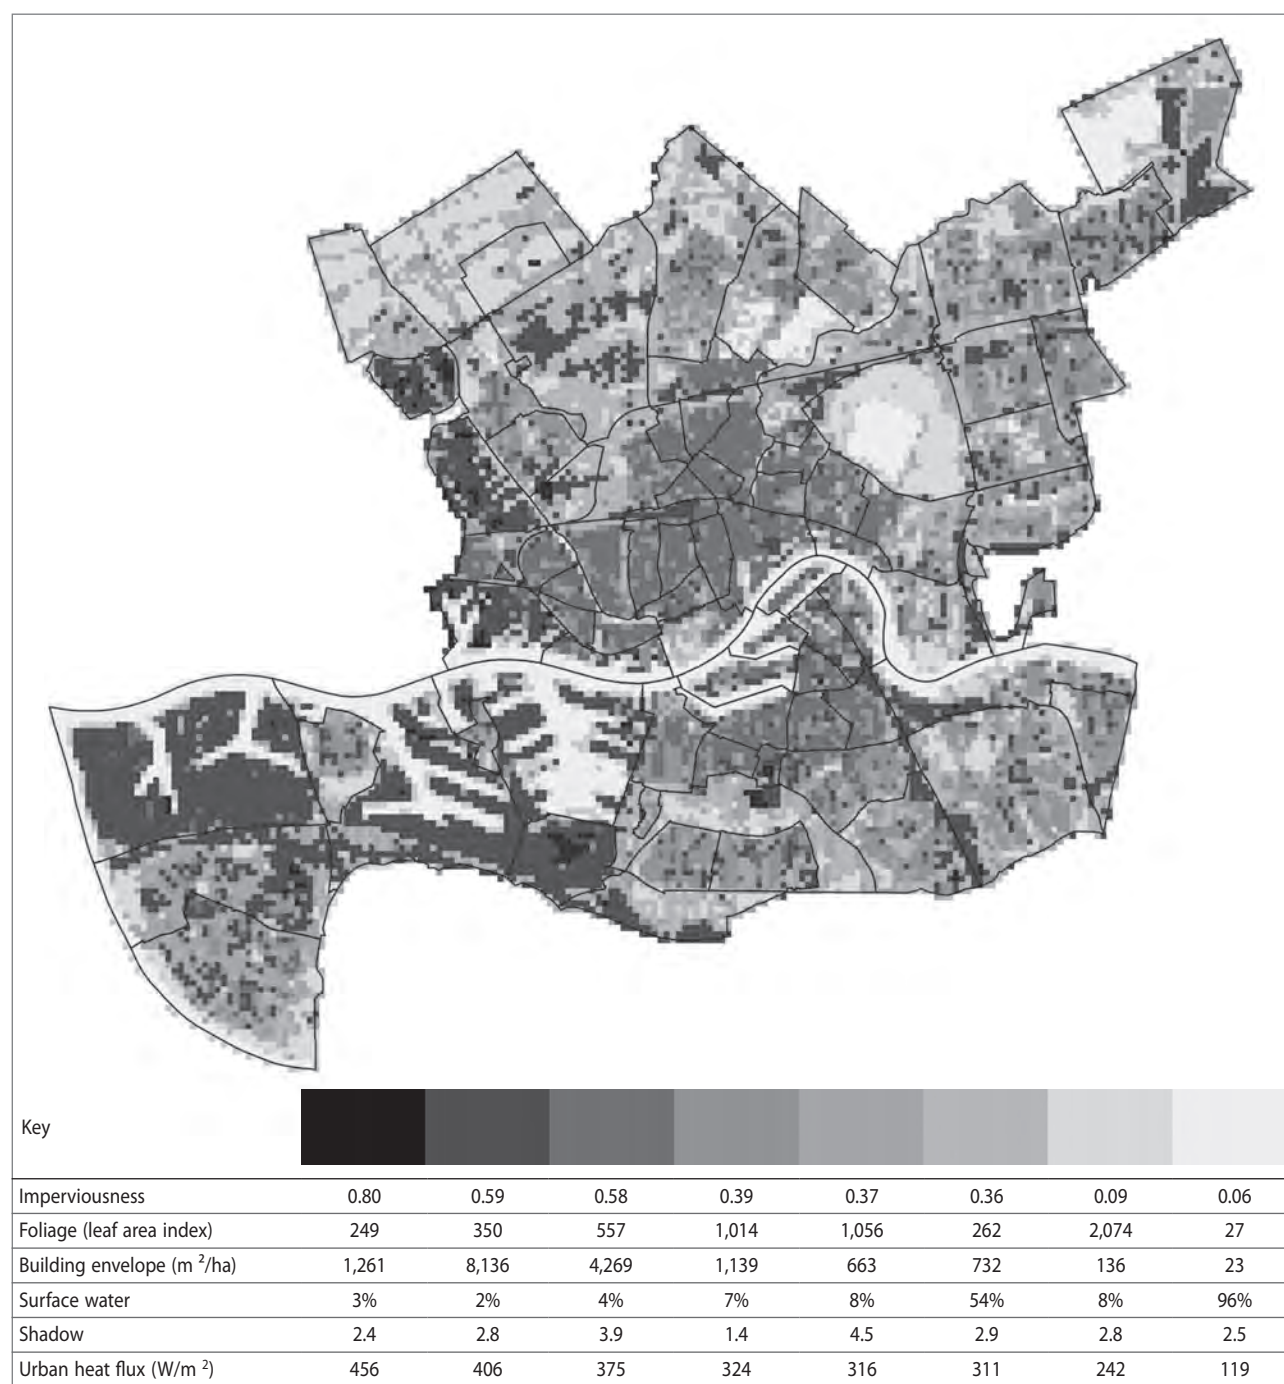 Key
Imperviousness 0.80 0.59 0.58 0.39 0.37 0.36 0.09 0.06
Foliage (leaf area index) 249 350 557 1,014 1,056 262 2,074 27
Building envelope (m ²/ha) 1,261 8,136 4,269 1,139 663 732 136 23
Surface water 3% 2% 4% 7% 8% 54% 8% 96%
Shadow 2.4 2.8 3.9 1.4 4.5 2.9 2.8 2.5
Urban heat flux (W/m ²) 456 406 375 324 316 311 242 119